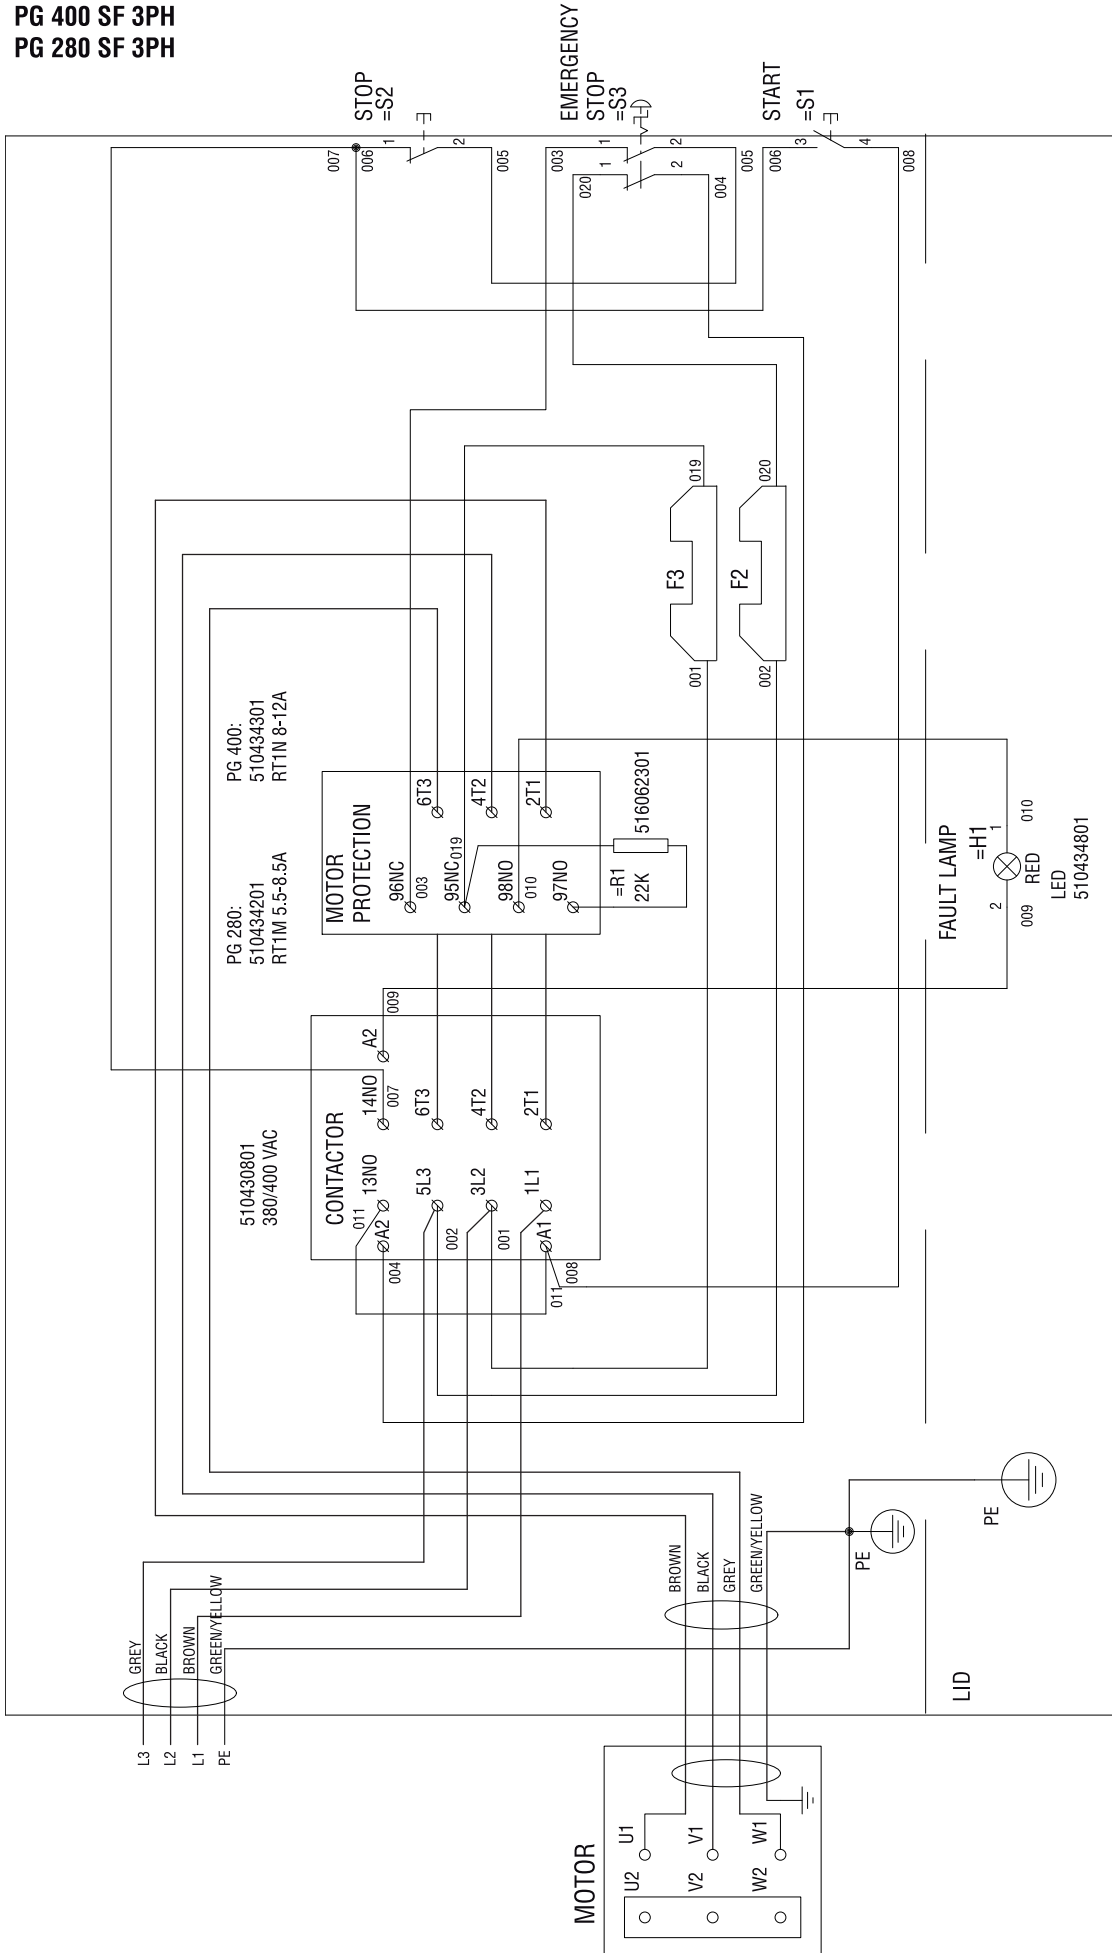 PG 400 SF 3PH
PG 280 SF 3PH
STOP
=S2
EMERGENCY
STOP
=S3
START
=S1
1
2
1
2
1
2
3
4
007
006
005
003
020
004
005
006
008
019
020
F3
F2
001
002
PG 400:
510434301
RT1N 8-12A
PG 280:
510434201
RT1M 5.5-8.5A
MOTOR
PROTECTION
6T3
4T2
2T1
96NC
003
95NC
019
98NO
010
97NO
=R1
22K
516062301
FAULT LAMP
=H1
1
2
010
009
RED
LED
510434801
510430801
380/400 VAC
CONTACTOR
A2
009
14NO
007
6T3
4T2
2T1
13NO
011
5L3
3L2
1L1
A2
004
002
001
A1
008
011
PE
PE
BROWN
BLACK
GREY
GREEN/YELLOW
GREY
BLACK
BROWN
GREEN/YELLOW
L3
L2
L1
PE
LID
MOTOR
U1
V1
W1
U2
V2
W2